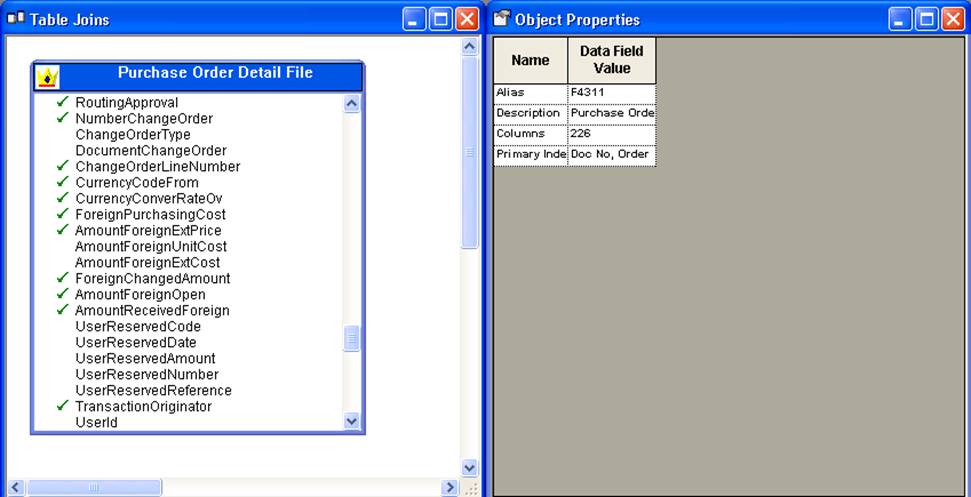 Table Joins
Purchase Order Detail File
RoutingApproval
NumberChangeOrder
ChangeOrderType
DocumentChangeOrder
ChangeOrderLineNumber
CurrencyCodeFrom
CurrencyConverRateOv
ForeignPurchasingCost
AmountForeignExtPrice
AmountForeignUnitCost
AmountForeignExtCost
ForeignChangedAmount
AmountForeignOpen
AmountReceivedForeign
UserReservedCode
UserReservedDate
UserReservedAmount
UserReservedNumber
UserReservedReference
TransactionOriginator
UserId
Object Properties
Name Data Field Value
Alias F4311
Description Purchase Orde
Columns 226
Primary Inde Doc No, Order